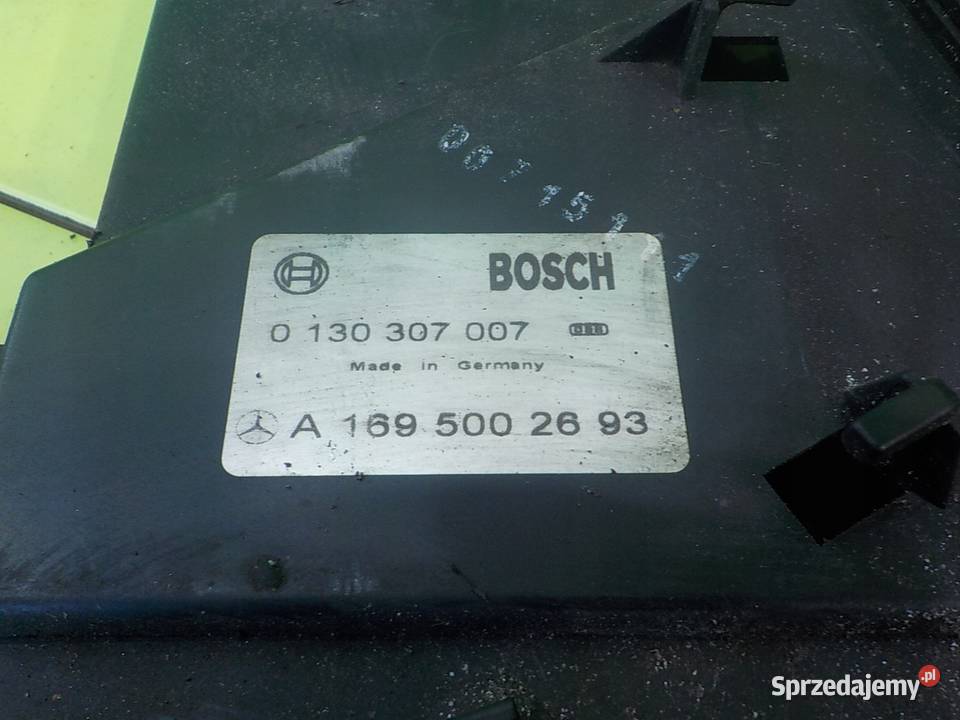 BOSCH
0 130 307 007
Made in Germany
A 169 500 26 93
Sprzedajemy.pl